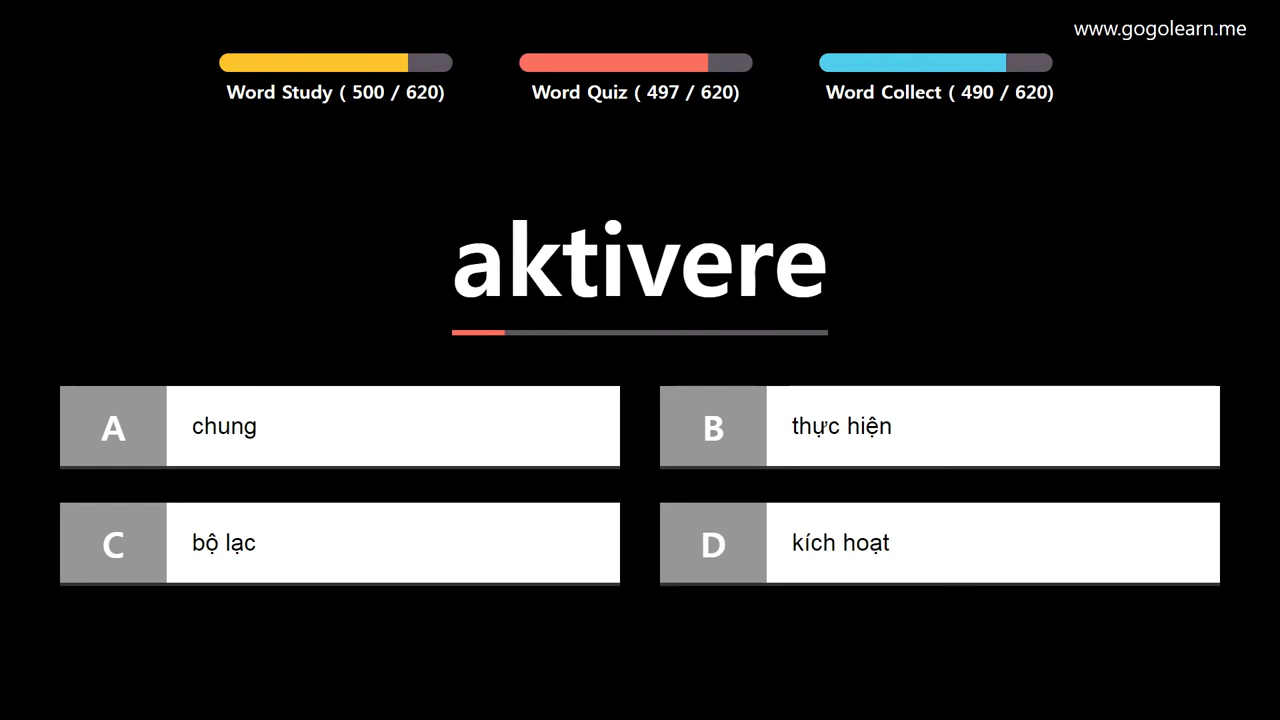 www.gogolearn.me
Word Study ( 500 / 620)
Word Quiz ( 497 / 620)
Word Collect ( 490 / 620)
aktivere
A chung
B thực hiện
C bộ lạc
D kích hoạt